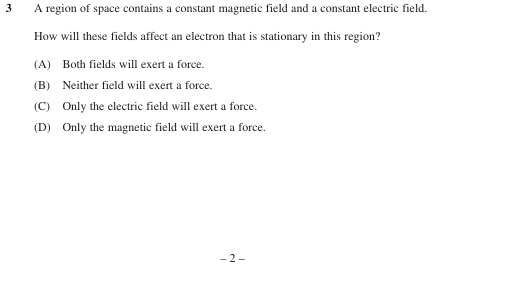 3 A region of space contains a constant magnetic field and a constant electric field.
How will these fields affect an electron that is stationary in this region?
(A) Both fields will exert a force.
(B) Neither field will exert a force.
(C) Only the electric field will exert a force.
(D) Only the magnetic field will exert a force.
– 2 –